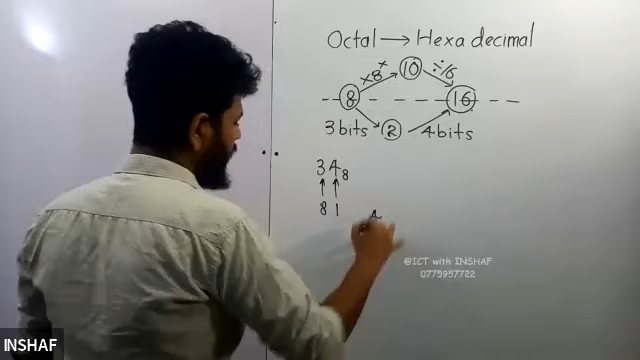 Octal → Hexa decimal
×8ˣ 10 ÷16
8 16
3 bits 2 4 bits
34₈
8 1
@ICT with INSHAF
0775957722
INSHAF